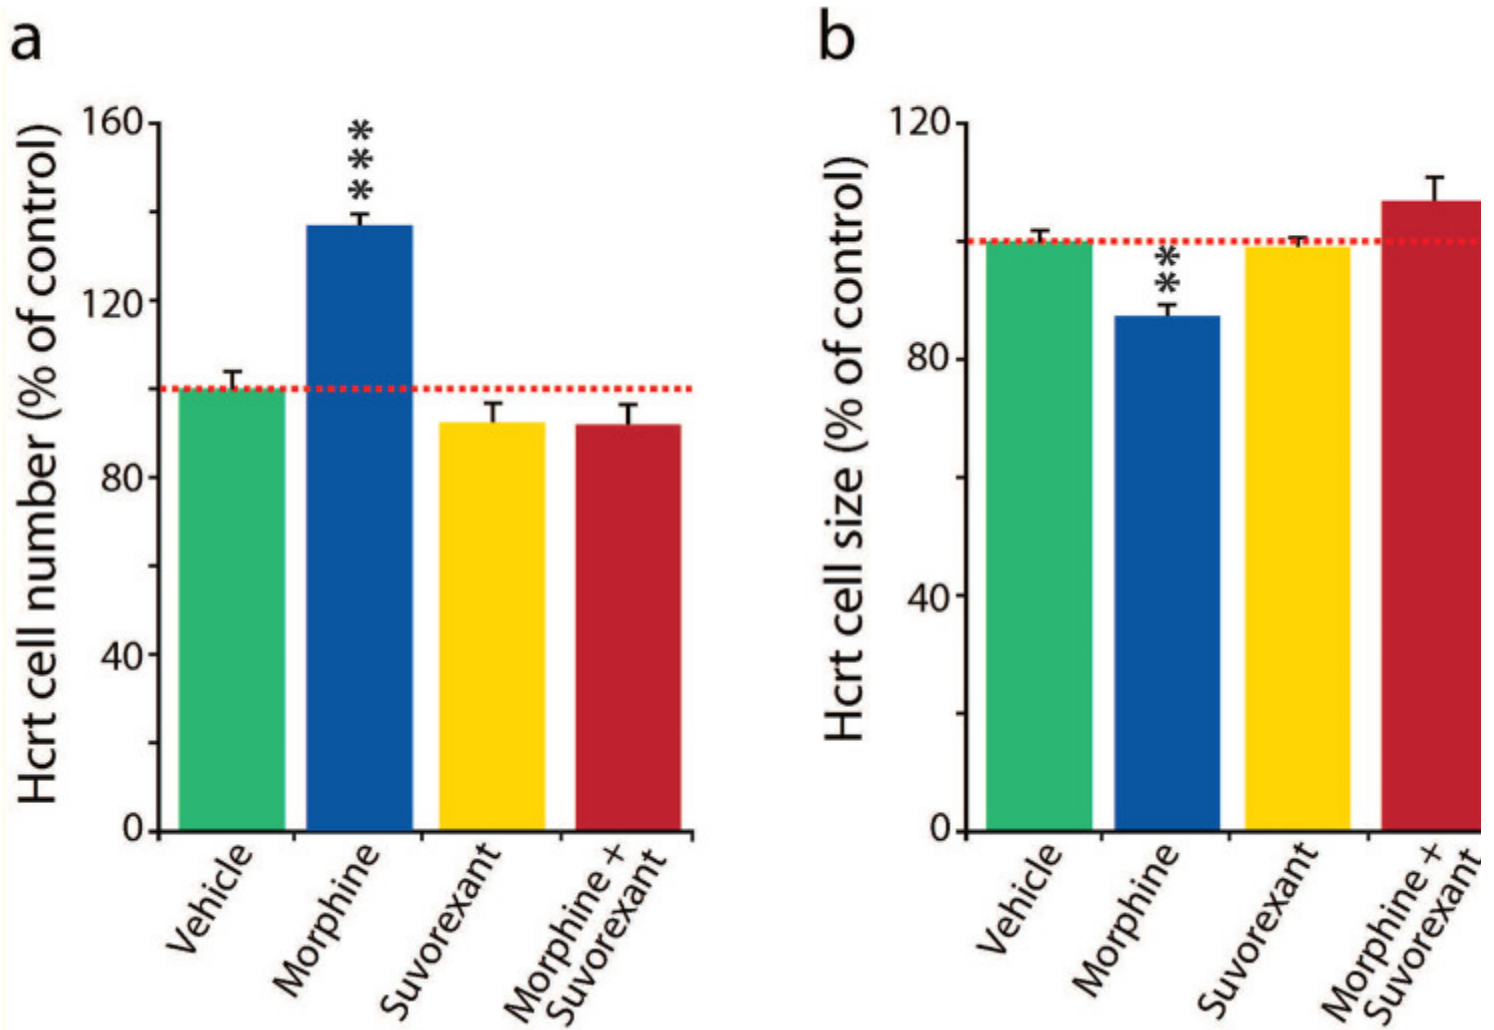 a
Hcrt cell number (% of control)
160
120
80
40
0
***
Vehicle
Morphine
Suvorexant
Morphine +
Suvorexant
b
Hcrt cell size (% of control)
120
80
40
0
**
Vehicle
Morphine
Suvorexant
Morphine +
Suvorexant